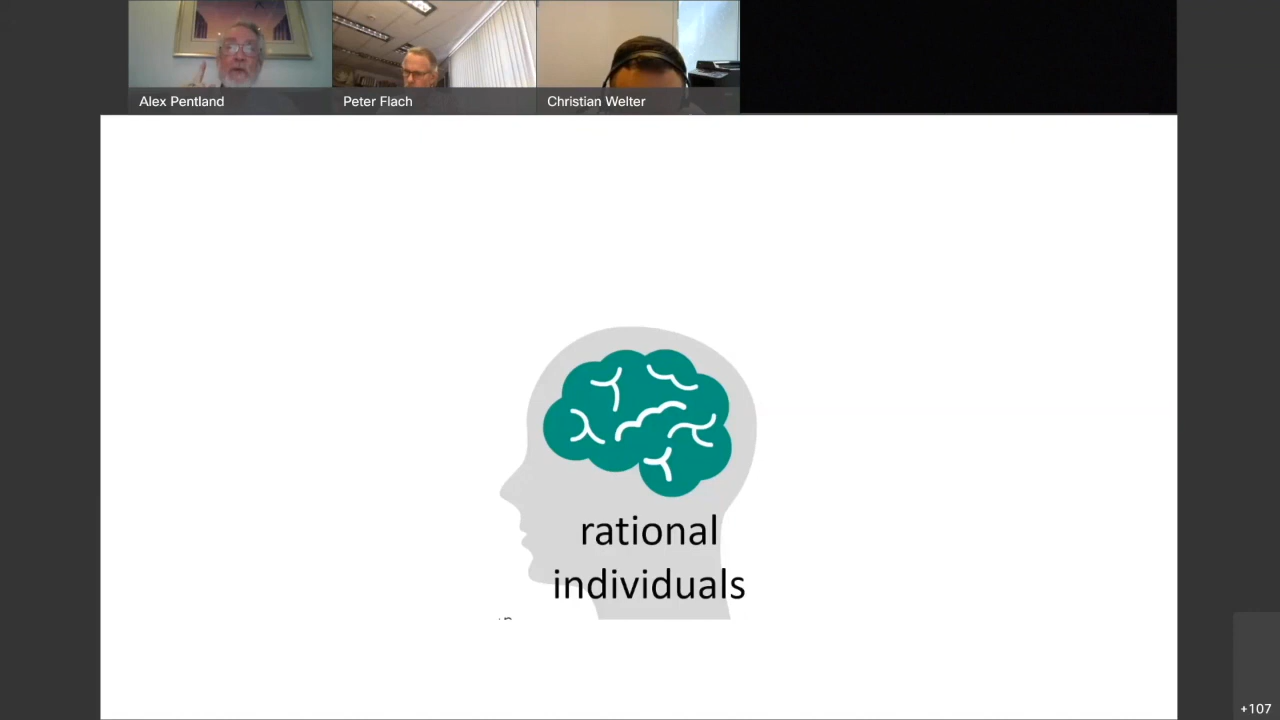 Alex Pentland
Peter Flach
Christian Welter
rational
individuals
+107